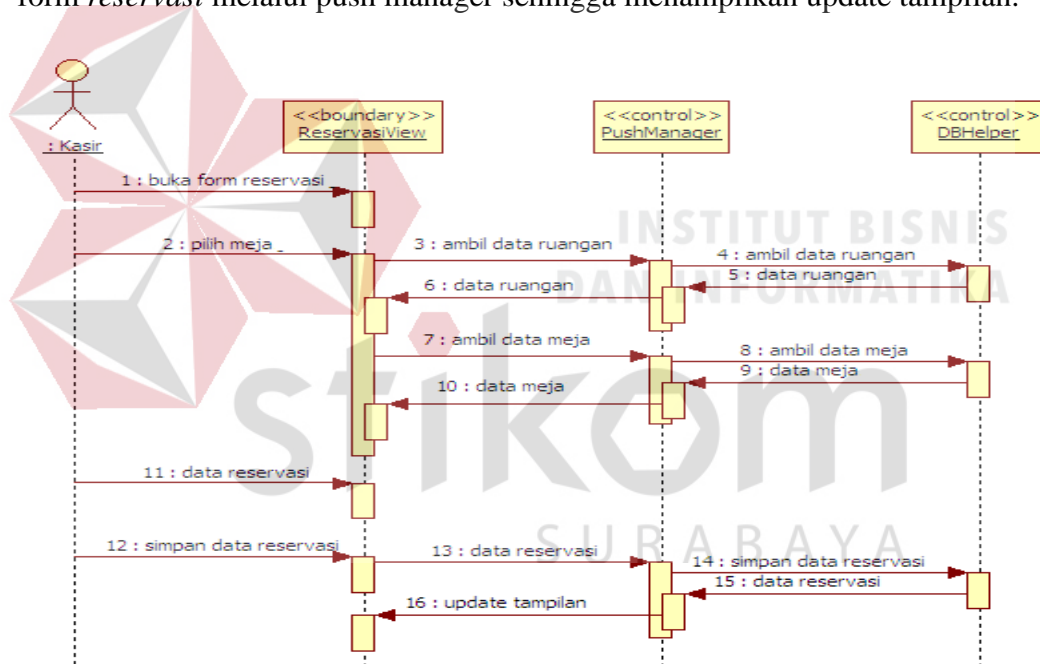 form reservasi melalui push manager sehingga menampilkan update tampilan.
<<boundary>>
ReservasiView
<<control>>
PushManager
<<control>>
DBHelper
: Kasir
1 : buka form reservasi
2 : pilih meja
3 : ambil data ruangan
4 : ambil data ruangan
5 : data ruangan
6 : data ruangan
7 : ambil data meja
8 : ambil data meja
9 : data meja
10 : data meja
11 : data reservasi
12 : simpan data reservasi
13 : data reservasi
14 : simpan data reservasi
15 : data reservasi
16 : update tampilan
INSTITUT BISNIS
DAN INFORMATIKA
stikom
SURABAYA